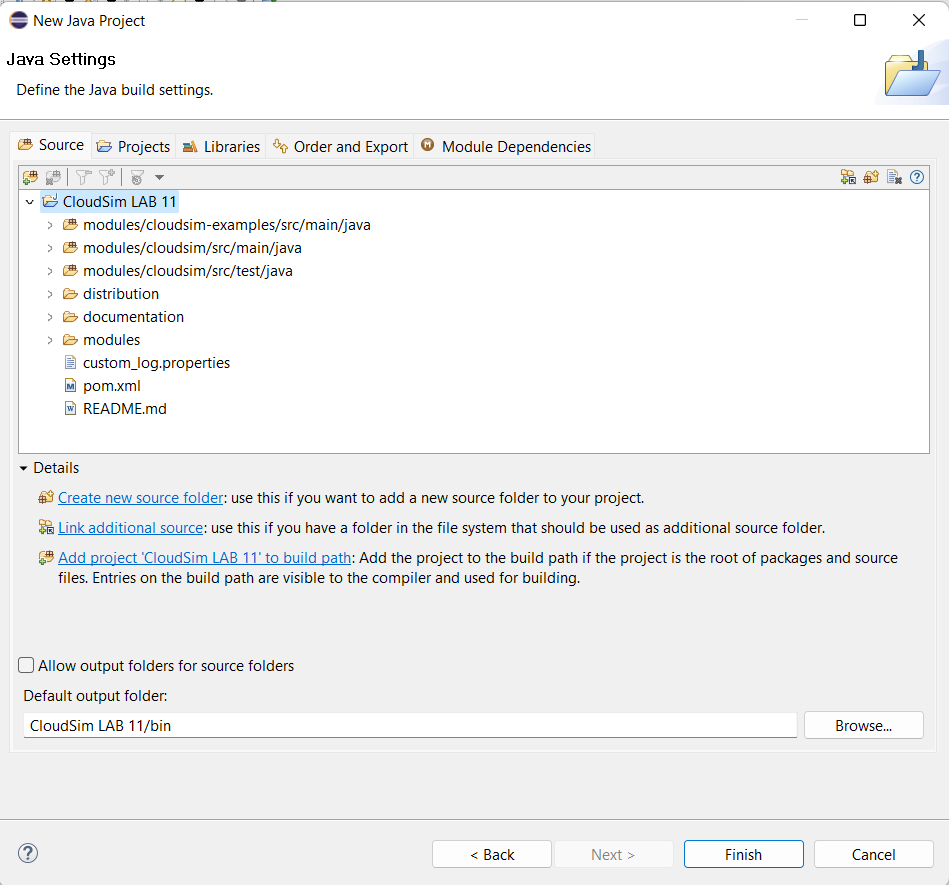 New Java Project
Java Settings
Define the Java build settings.
Source Projects Libraries Order and Export Module Dependencies
CloudSim LAB 11
modules/cloudsim-examples/src/main/java
modules/cloudsim/src/main/java
modules/cloudsim/src/test/java
distribution
documentation
modules
custom_log.properties
pom.xml
README.md
Details
Create new source folder: use this if you want to add a new source folder to your project.
Link additional source: use this if you have a folder in the file system that should be used as additional source folder.
Add project 'CloudSim LAB 11' to build path: Add the project to the build path if the project is the root of packages and source
files. Entries on the build path are visible to the compiler and used for building.
Allow output folders for source folders
Default output folder:
CloudSim LAB 11/bin Browse...
< Back Next > Finish Cancel